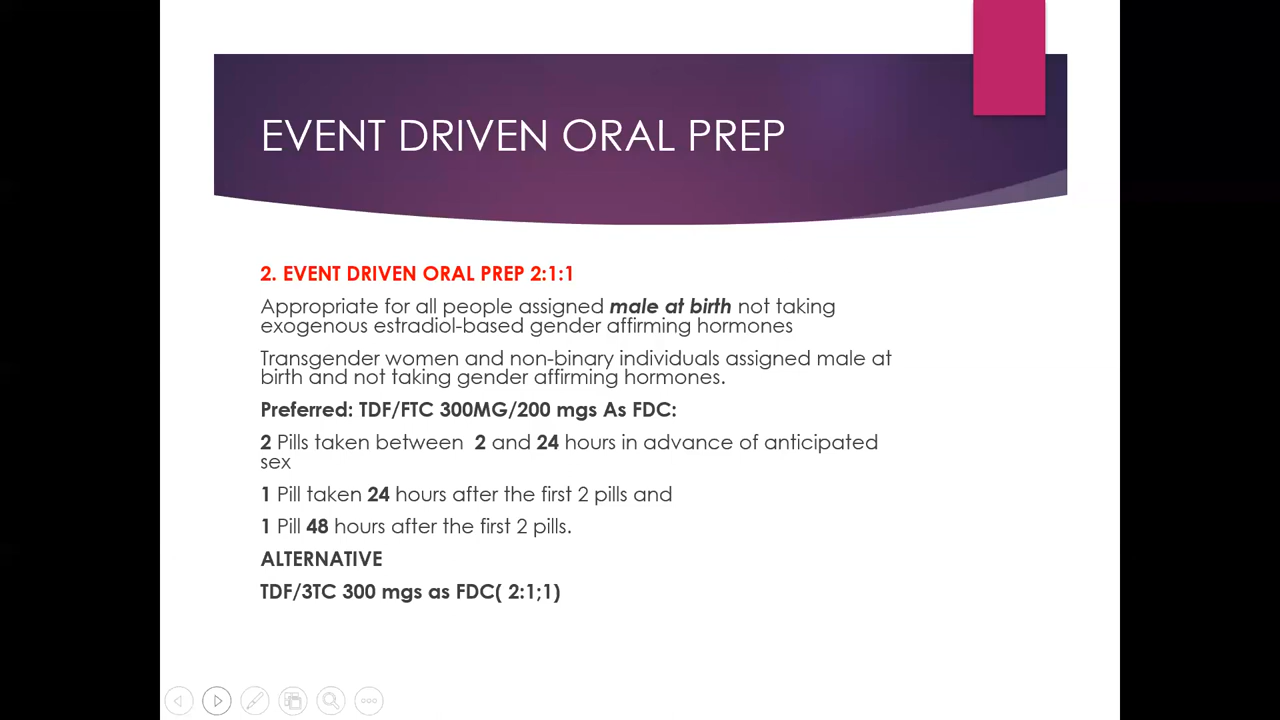 EVENT DRIVEN ORAL PREP
2. EVENT DRIVEN ORAL PREP 2:1:1
Appropriate for all people assigned male at birth not taking
exogenous estradiol-based gender affirming hormones
Transgender women and non-binary individuals assigned male at
birth and not taking gender affirming hormones.
Preferred: TDF/FTC 300MG/200 mgs As FDC:
2 Pills taken between 2 and 24 hours in advance of anticipated
sex
1 Pill taken 24 hours after the first 2 pills and
1 Pill 48 hours after the first 2 pills.
ALTERNATIVE
TDF/3TC 300 mgs as FDC( 2:1;1)